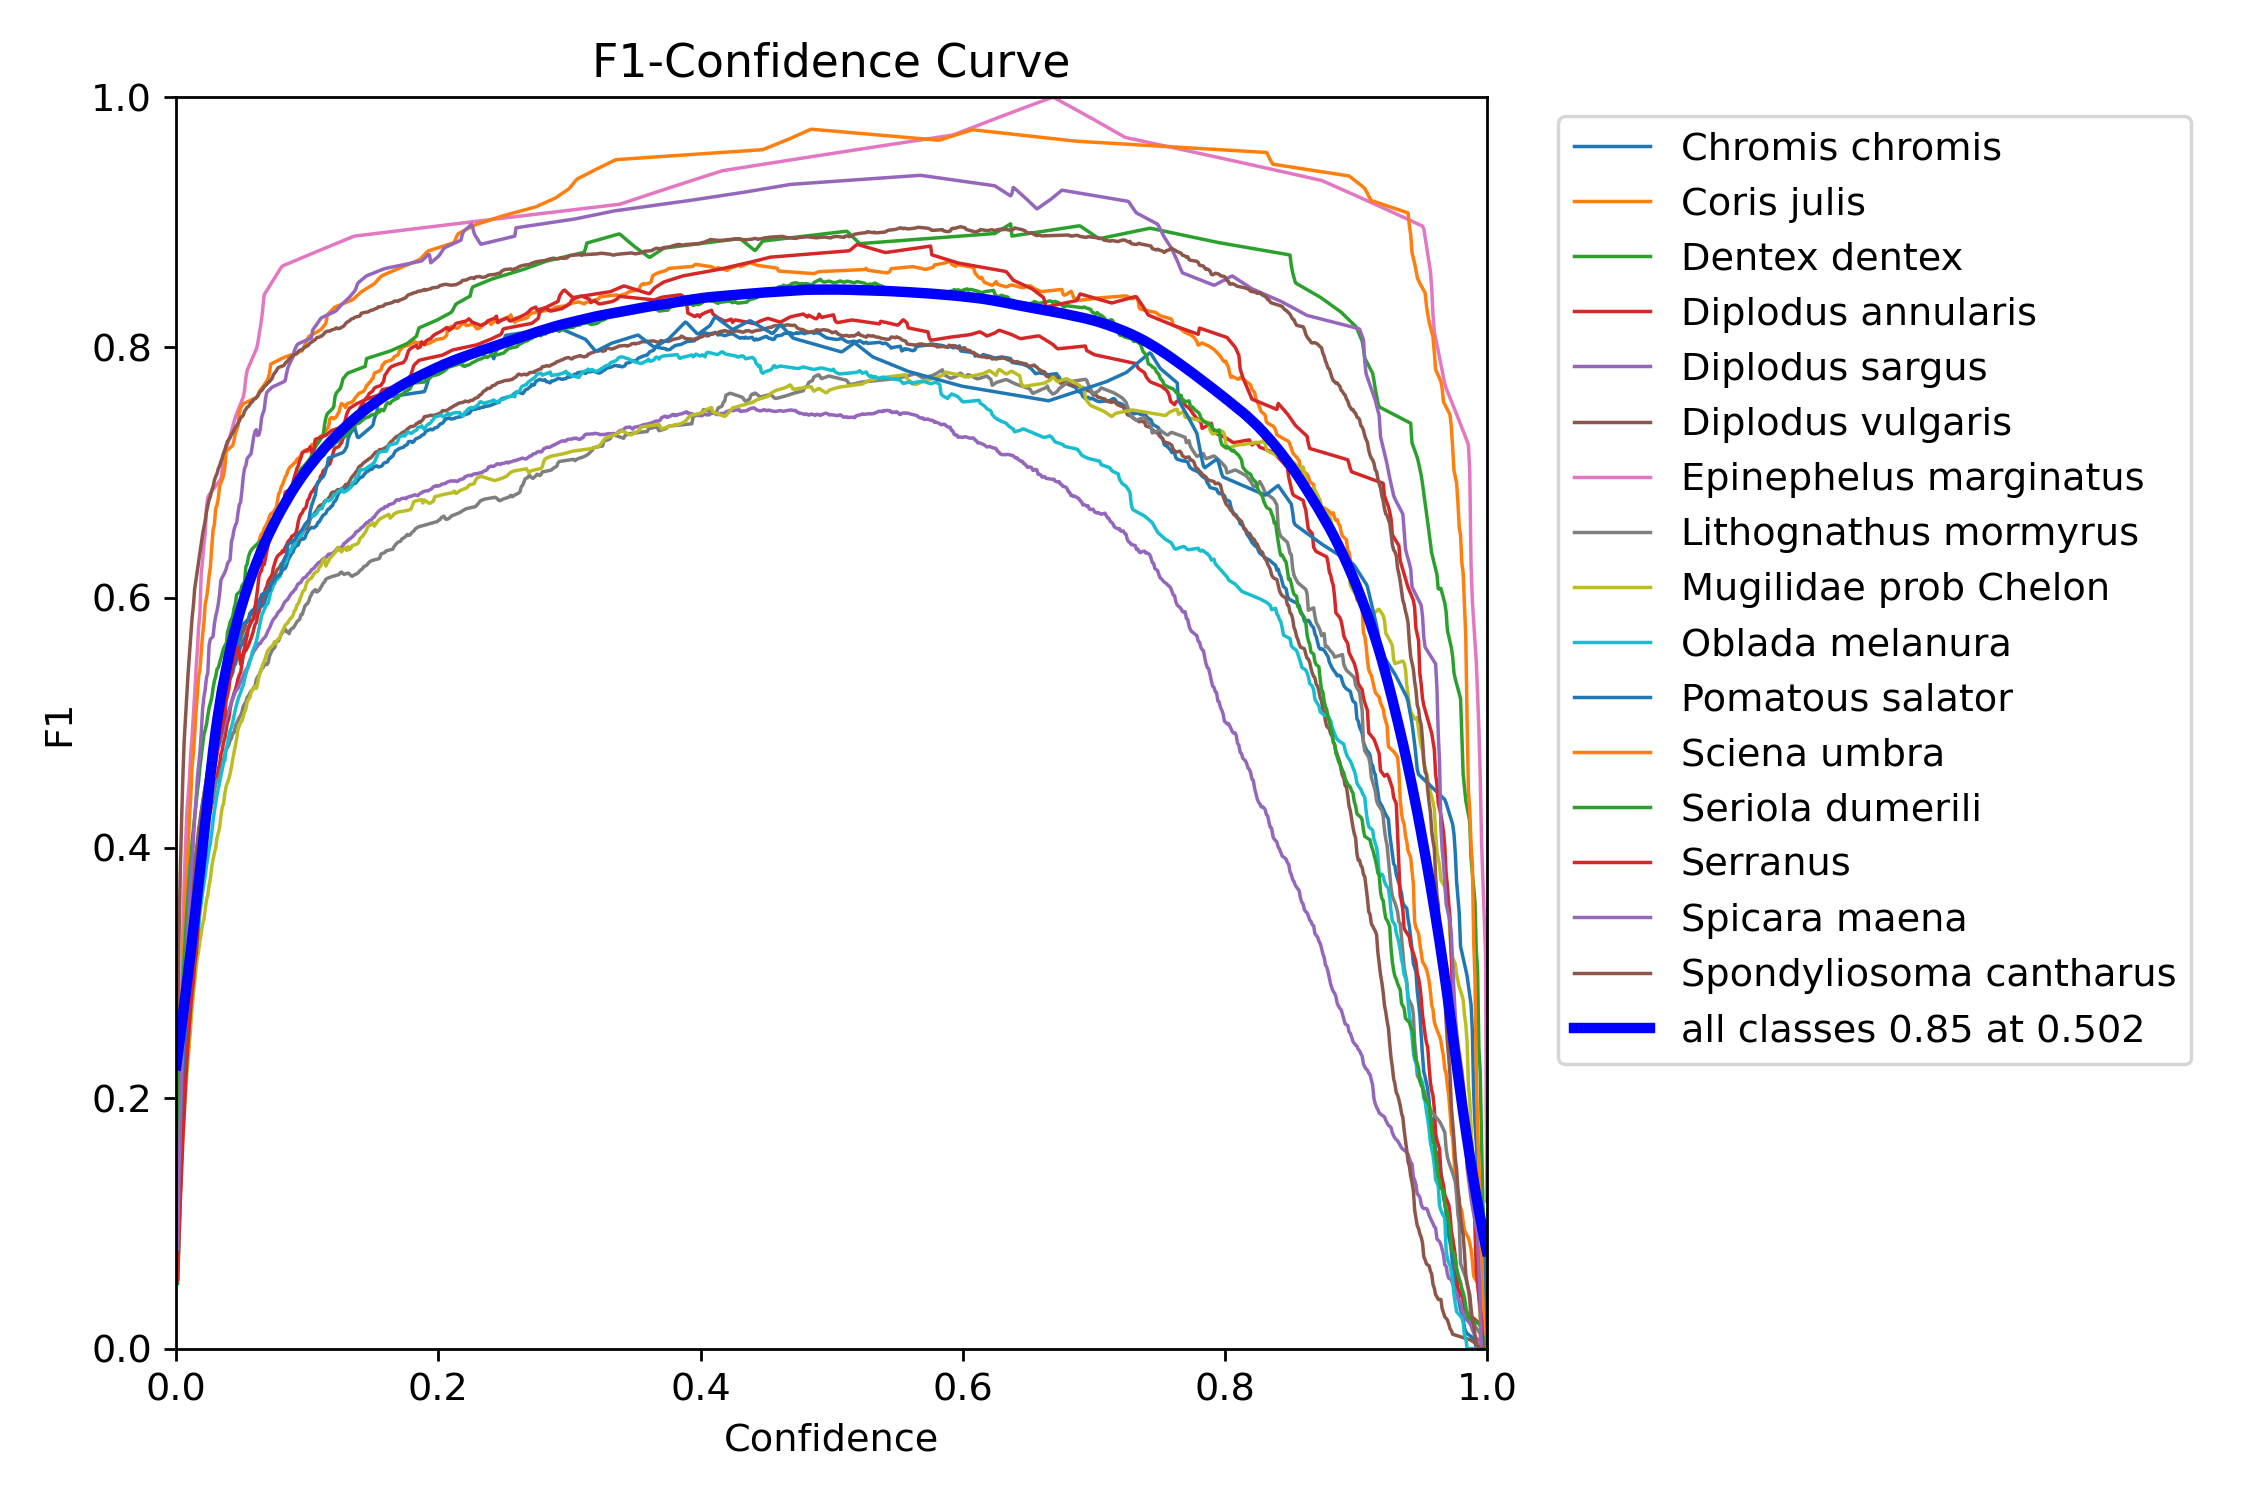 F1-Confidence Curve
1.0
0.8
0.6
0.4
0.2
0.0
F1
0.0 0.2 0.4 0.6 0.8 1.0
Confidence
Chromis chromis
Coris julis
Dentex dentex
Diplodus annularis
Diplodus sargus
Diplodus vulgaris
Epinephelus marginatus
Lithognathus mormyrus
Mugilidae prob Chelon
Oblada melanura
Pomatous salator
Sciena umbra
Seriola dumerili
Serranus
Spicara maena
Spondyliosoma cantharus
all classes 0.85 at 0.502